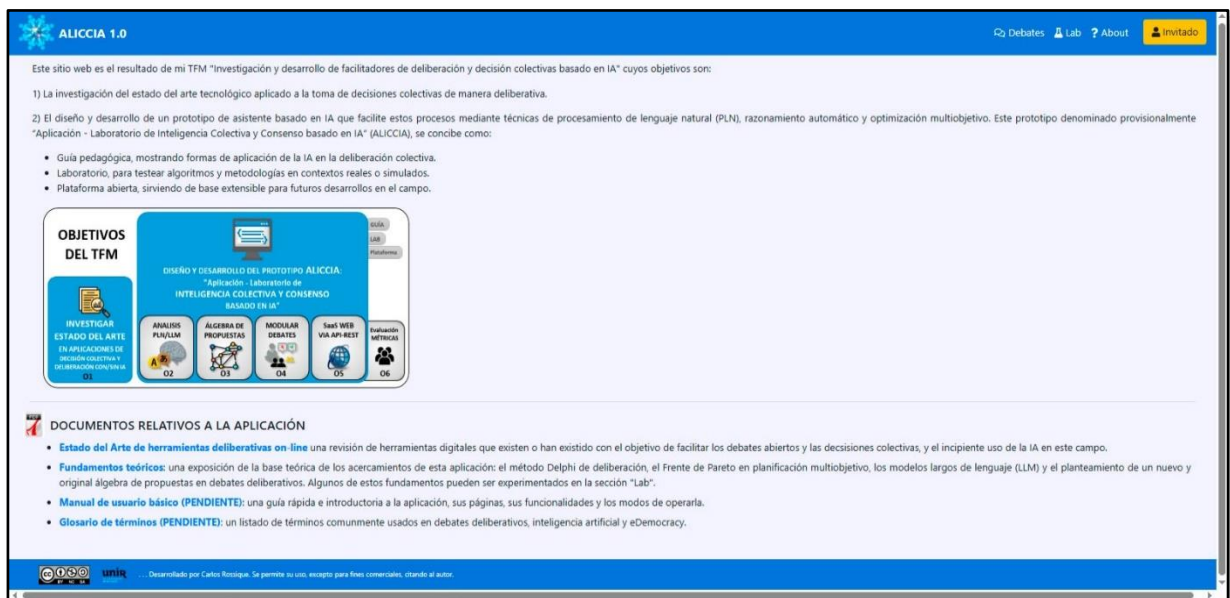 ALICCIA 1.0
Debates Lab ? About Invitado
Este sitio web es el resultado de mi TFM "Investigación y desarrollo de facilitadores de deliberación y decisión colectivas basado en IA" cuyos objetivos son:
1) La investigación del estado del arte tecnológico aplicado a la toma de decisiones colectivas de manera deliberativa.
2) El diseño y desarrollo de un prototipo de asistente basado en IA que facilite estos procesos mediante técnicas de procesamiento de lenguaje natural (PLN), razonamiento automático y optimización multiobjetivo. Este prototipo denominado provisionalmente
"Aplicación - Laboratorio de Inteligencia Colectiva y Consenso basado en IA" (ALICCIA), se concibe como:
• Guía pedagógica, mostrando formas de aplicación de la IA en la deliberación colectiva.
• Laboratorio, para testear algoritmos y metodologías en contextos reales o simulados.
• Plataforma abierta, sirviendo de base extensible para futuros desarrollos en el campo.
OBJETIVOS
DEL TFM
GUÍA
LAB
Plataforma
DISEÑO Y DESARROLLO DEL PROTOTIPO ALICCIA:
"Aplicación - Laboratorio de
INTELIGENCIA COLECTIVA Y CONSENSO
BASADO EN IA"
INVESTIGAR
ESTADO DEL ARTE
EN APLICACIONES DE
DECISIÓN COLECTIVA Y
DELIBERACIÓN CON/SIN IA
O1
ANALISIS
PLN/LLM
O2
ÁLGEBRA DE
PROPUESTAS
O3
MODULAR
DEBATES
O4
SaaS WEB
VIA API-REST
O5
Evaluación
MÉTRICAS
O6
DOCUMENTOS RELATIVOS A LA APLICACIÓN
• Estado del Arte de herramientas deliberativas on-line una revisión de herramientas digitales que existen o han existido con el objetivo de facilitar los debates abiertos y las decsisiones colectivas, y el incipiente uso de la IA en este campo.
• Fundamentos teóricos: una exposición de la base teórica de los acercamientos de esta aplicación: el método Delphi de deliberación, el Frente de Pareto en planificación multiobjetivo, los modelos largos de lenguaje (LLM) y el planteamiento de un nuevo y
original álgebra de propuestas en debates deliberativos. Algunos de estos fundamentos pueden ser experimentados en la sección "Lab".
• Manual de usuario básico (PENDIENTE): una guía rápida e introductoria a la aplicación, sus páginas, sus funcionalidades y los modos de operarla.
• Glosario de términos (PENDIENTE): un listado de términos comunmente usados en debates deliberativos, inteligencia artificial y eDemocracy.
BY NC SA
unir
. . . Desarrollado por Carlos Rossique. Se permite su uso, excepto para fines comerciales, citando al autor.